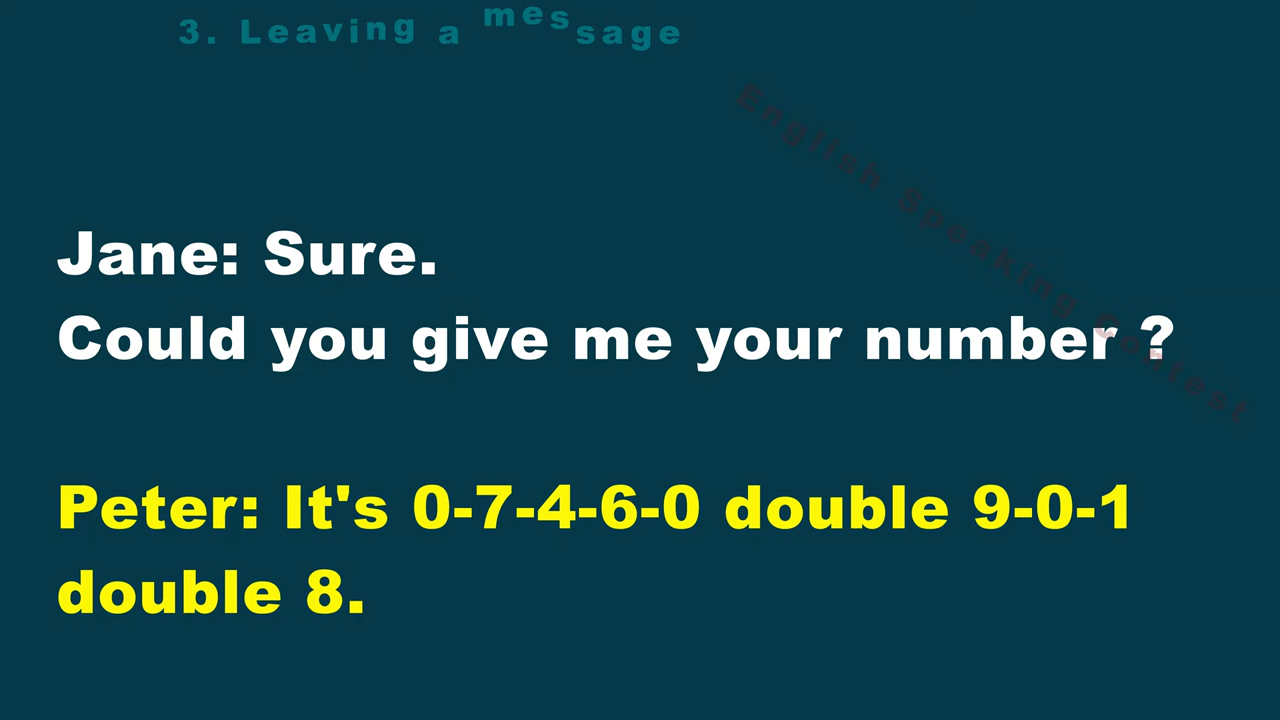 3. Leaving a message
English Speaking Contest
Jane: Sure.
Could you give me your number ?
Peter: It's 0-7-4-6-0 double 9-0-1
double 8.